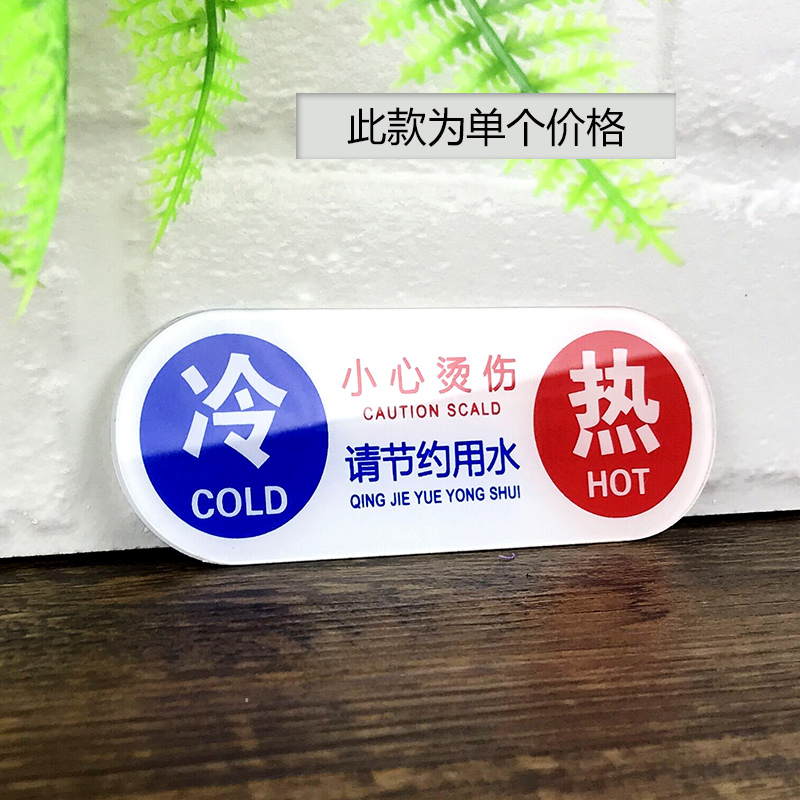 此款为单个价格
冷
COLD
小心烫伤
CAUTION SCALD
请节约用水
QING JIE YUE YONG SHUI
热
HOT